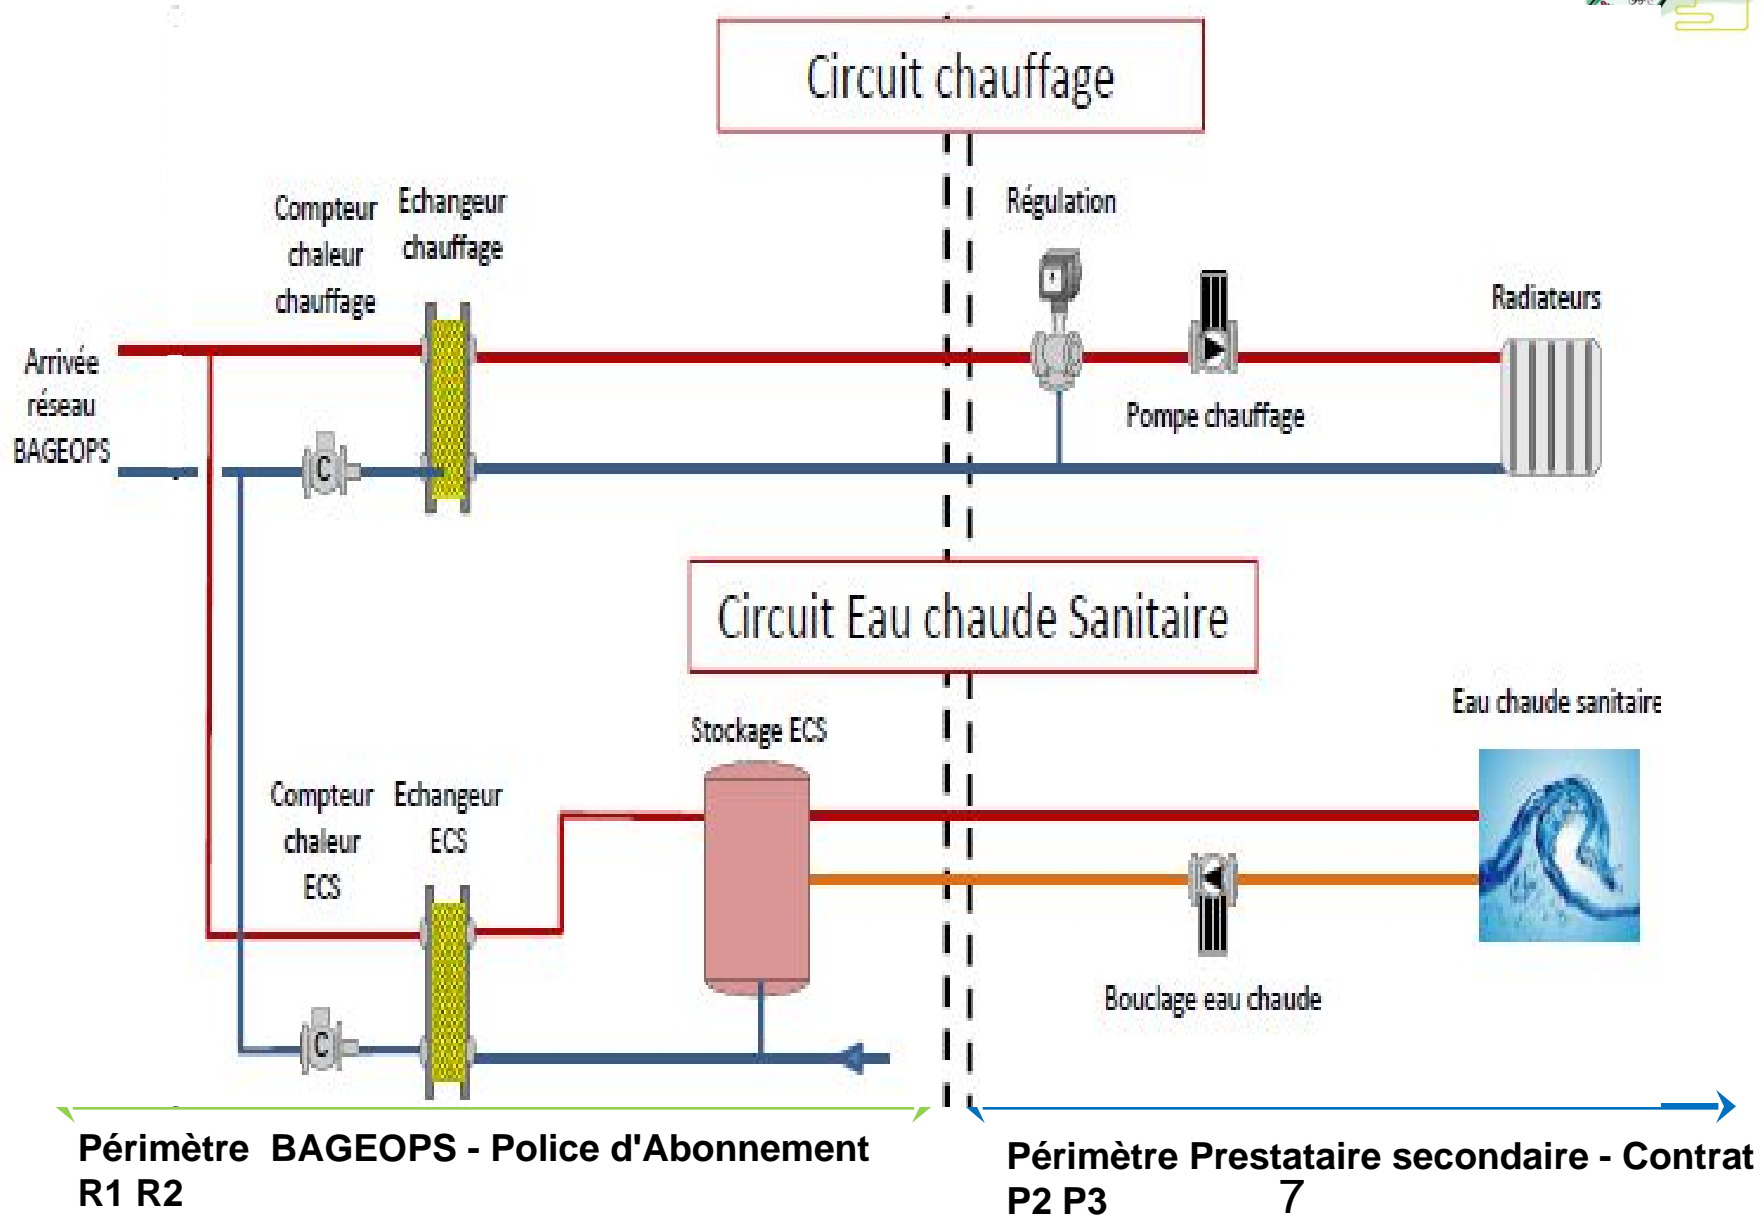 Circuit chauffage
Compteur
chaleur
chauffage
Echangeur
chauffage
Régulation
Radiateurs
Arrivée
réseau
BAGEOPS
Pompe chauffage
C
Circuit Eau chaude Sanitaire
Eau chaude sanitaire
Stockage ECS
Compteur
chaleur
ECS
Echangeur
ECS
Bouclage eau chaude
C
Périmètre BAGEOPS - Police d'Abonnement
R1 R2
Périmètre Prestataire secondaire - Contrat
P2 P3
7